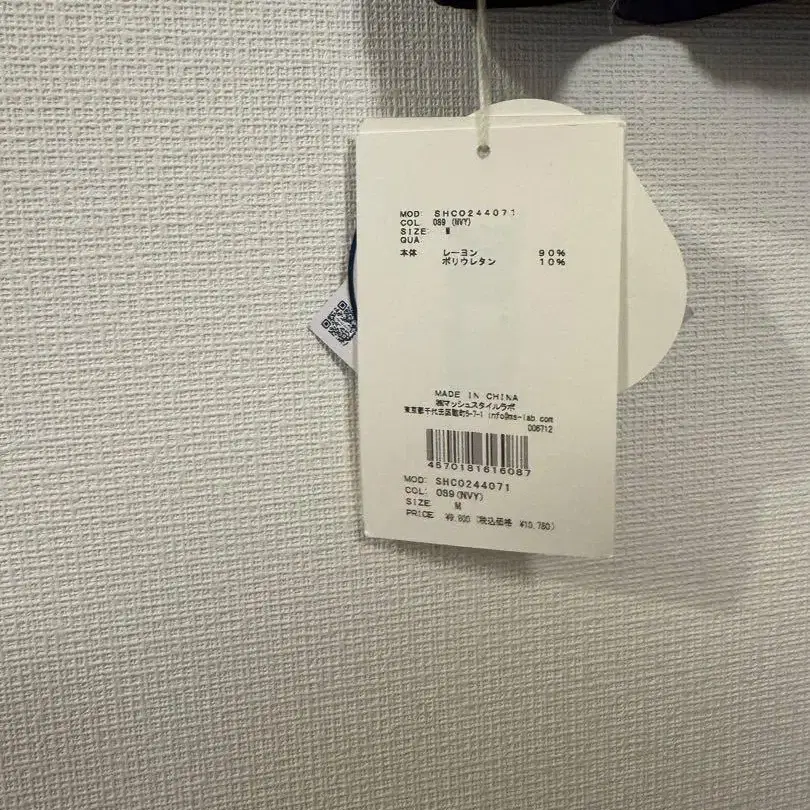 MOD: SHCO244071
COL: 089 (NVY)
SIZE: M
QUA:
本体 レーヨン 90%
ポリウレタン 10%
MADE IN CHINA
㈱マッシュスタイルラボ
東京都千代田区麹町5-7-1 info@ms-lab.com
006712
4570181616087
MOD: SHCO244071
COL: 089(NVY)
SIZE: M
PRICE: ¥9,800 (税込価格 ¥10,780)